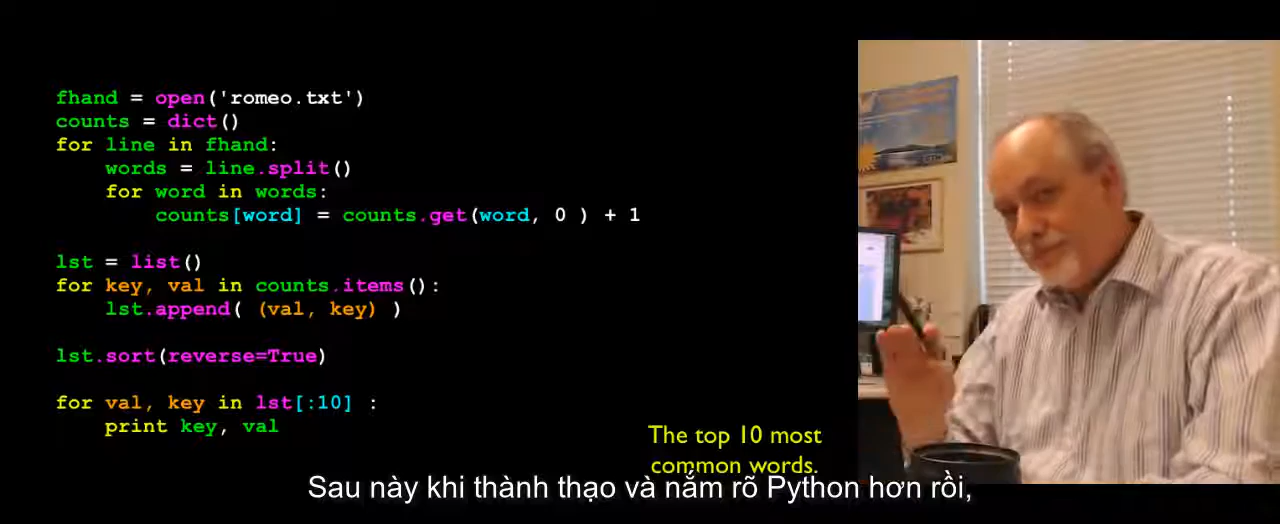 fhand = open('romeo.txt')
counts = dict()
for line in fhand:
    words = line.split()
    for word in words:
        counts[word] = counts.get(word, 0 ) + 1

lst = list()
for key, val in counts.items():
    lst.append( (val, key) )

lst.sort(reverse=True)

for val, key in lst[:10] :
    print key, val
The top 10 most
common words.
Sau này khi thành thạo và nắm rõ Python hơn rồi,